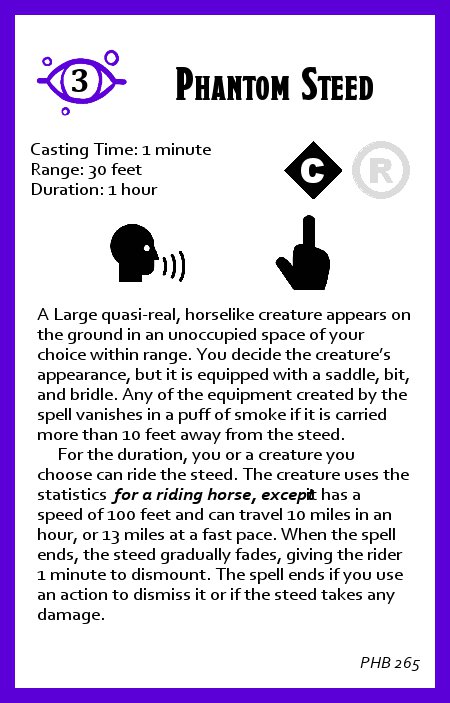 3
Phantom Steed
Casting Time: 1 minute
Range: 30 feet
Duration: 1 hour
C
R
A Large quasi-real, horselike creature appears on
the ground in an unoccupied space of your
choice within range. You decide the creature's
appearance, but it is equipped with a saddle, bit,
and bridle. Any of the equipment created by the
spell vanishes in a puff of smoke if it is carried
more than 10 feet away from the steed.
For the duration, you or a creature you
choose can ride the steed. The creature uses the
statistics for a riding horse, except it has a
speed of 100 feet and can travel 10 miles in an
hour, or 13 miles at a fast pace. When the spell
ends, the steed gradually fades, giving the rider
1 minute to dismount. The spell ends if you use
an action to dismiss it or if the steed takes any
damage.
PHB 265